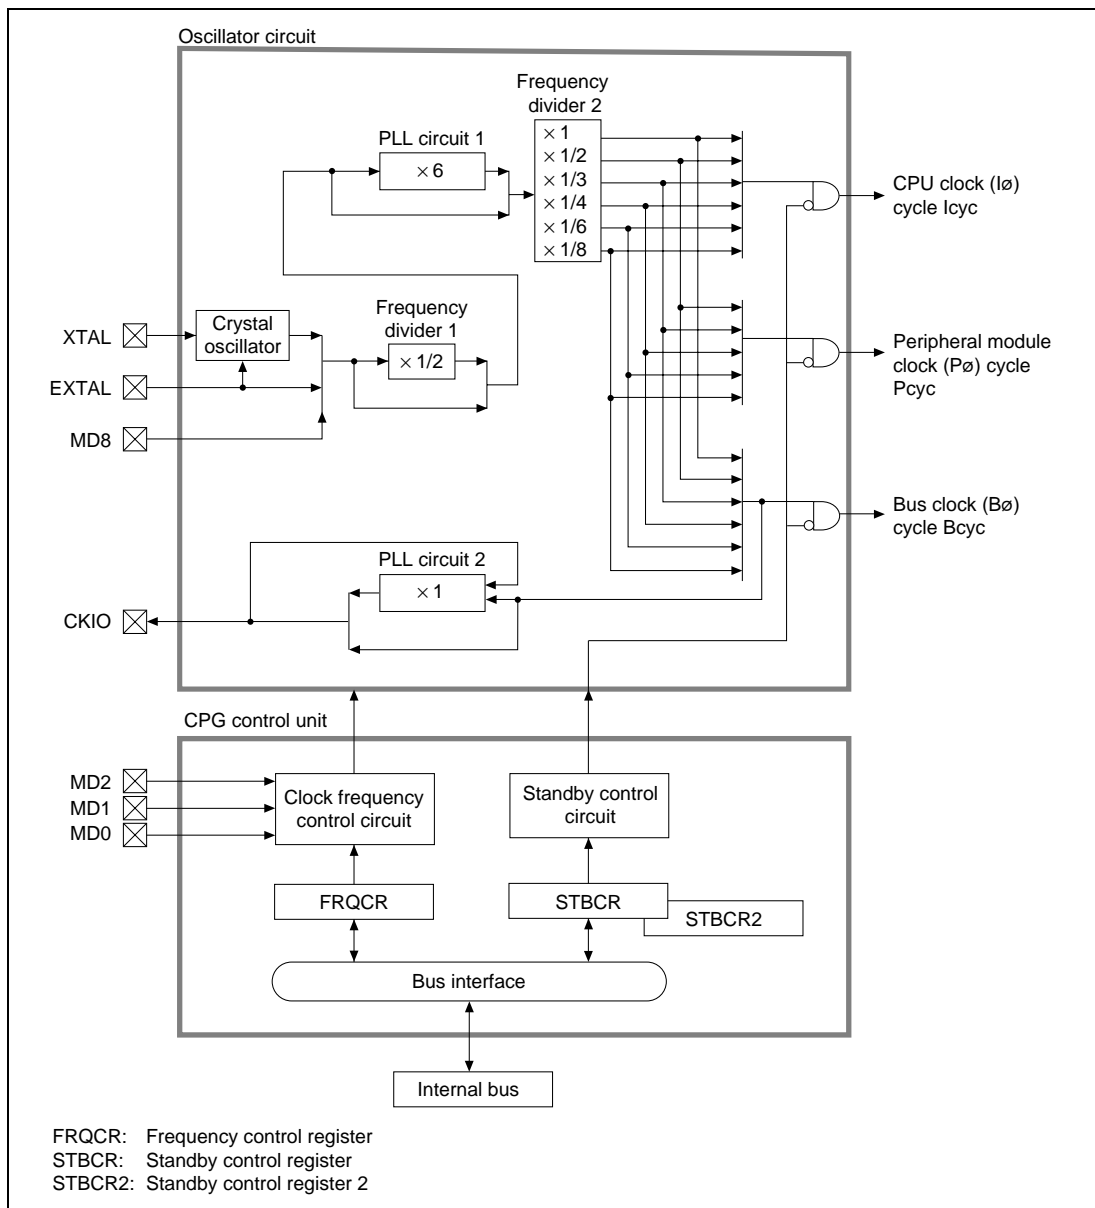 Oscillator circuit
Frequency
divider 2
PLL circuit 1
× 6
× 1
× 1/2
× 1/3
× 1/4
× 1/6
× 1/8
CPU clock (Iø)
cycle Icyc
XTAL
Crystal
oscillator
Frequency
divider 1
× 1/2
Peripheral module
clock (Pø) cycle
Pcyc
EXTAL
MD8
Bus clock (Bø)
cycle Bcyc
PLL circuit 2
× 1
CKIO
CPG control unit
MD2
MD1
MD0
Clock frequency
control circuit
Standby control
circuit
FRQCR
STBCR
STBCR2
Bus interface
Internal bus
FRQCR: Frequency control register
STBCR: Standby control register
STBCR2: Standby control register 2